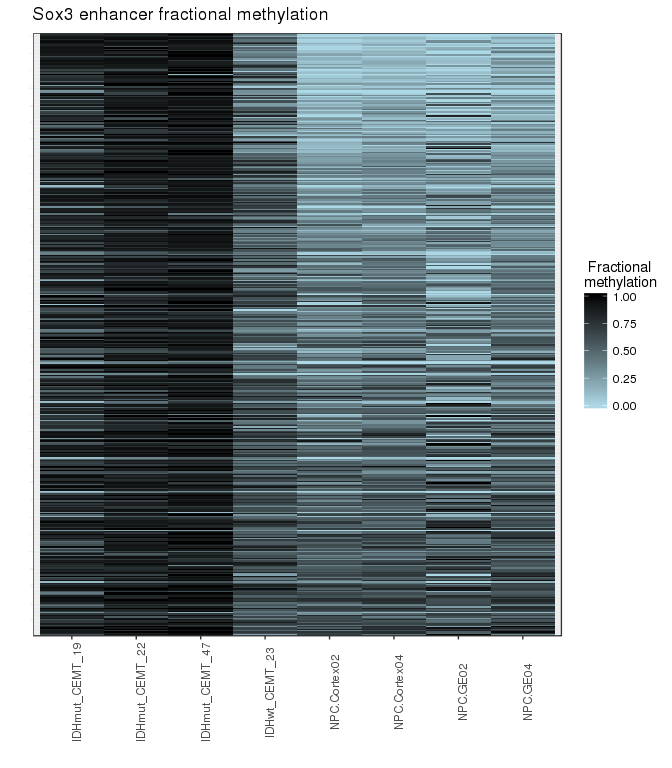 Sox3 enhancer fractional methylation
Fractional
methylation
1.00
0.75
0.50
0.25
0.00
IDHmut_CEMT_19
IDHmut_CEMT_22
IDHmut_CEMT_47
IDHwt_CEMT_23
NPC.Cortex02
NPC.Cortex04
NPC.GE02
NPC.GE04